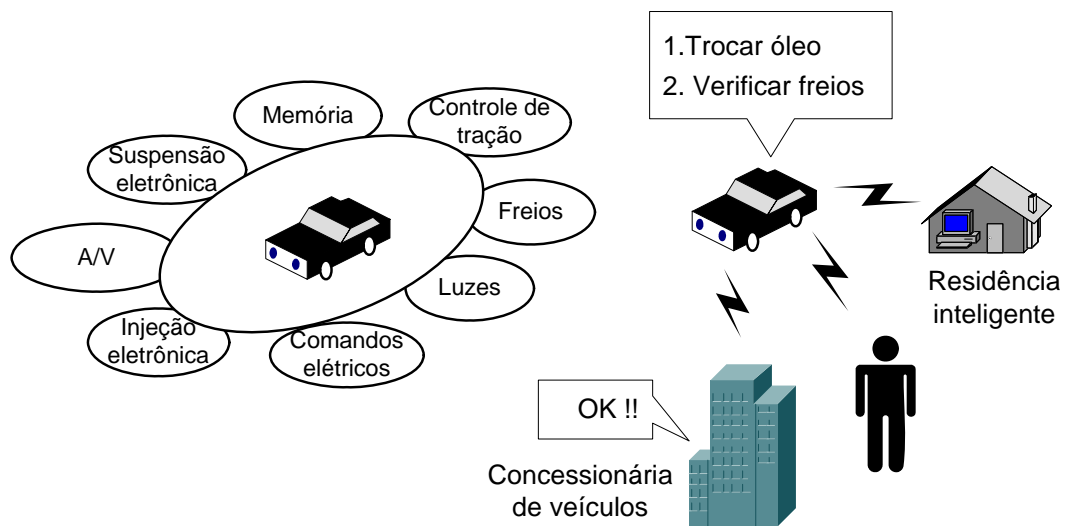 Memória
Controle de
tração
Suspensão
eletrônica
Freios
A/V
Luzes
Injeção
eletrônica
Comandos
elétricos
1.Trocar óleo
2. Verificar freios
Residência
inteligente
OK !!
Concessionária
de veículos